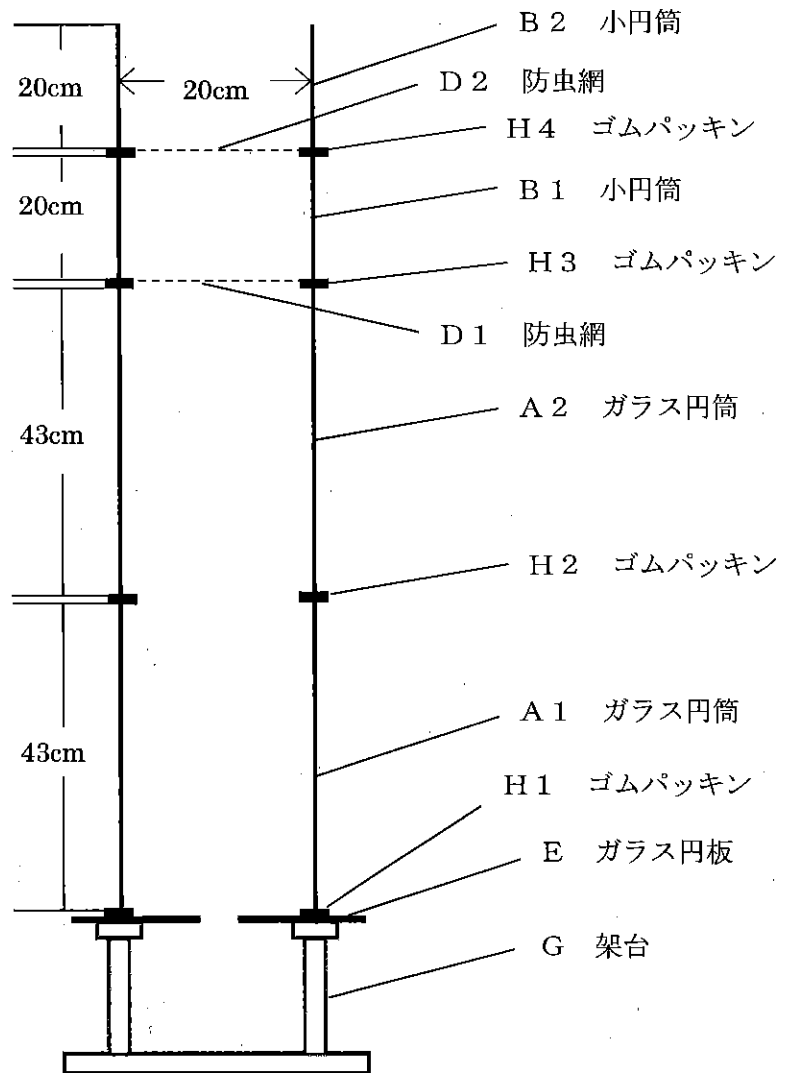 B2 小円筒
20cm
20cm
D2 防虫網
H4 ゴムパッキン
20cm
B1 小円筒
H3 ゴムパッキン
D1 防虫網
A2 ガラス円筒
43cm
H2 ゴムパッキン
A1 ガラス円筒
43cm
H1 ゴムパッキン
E ガラス円板
G 架台